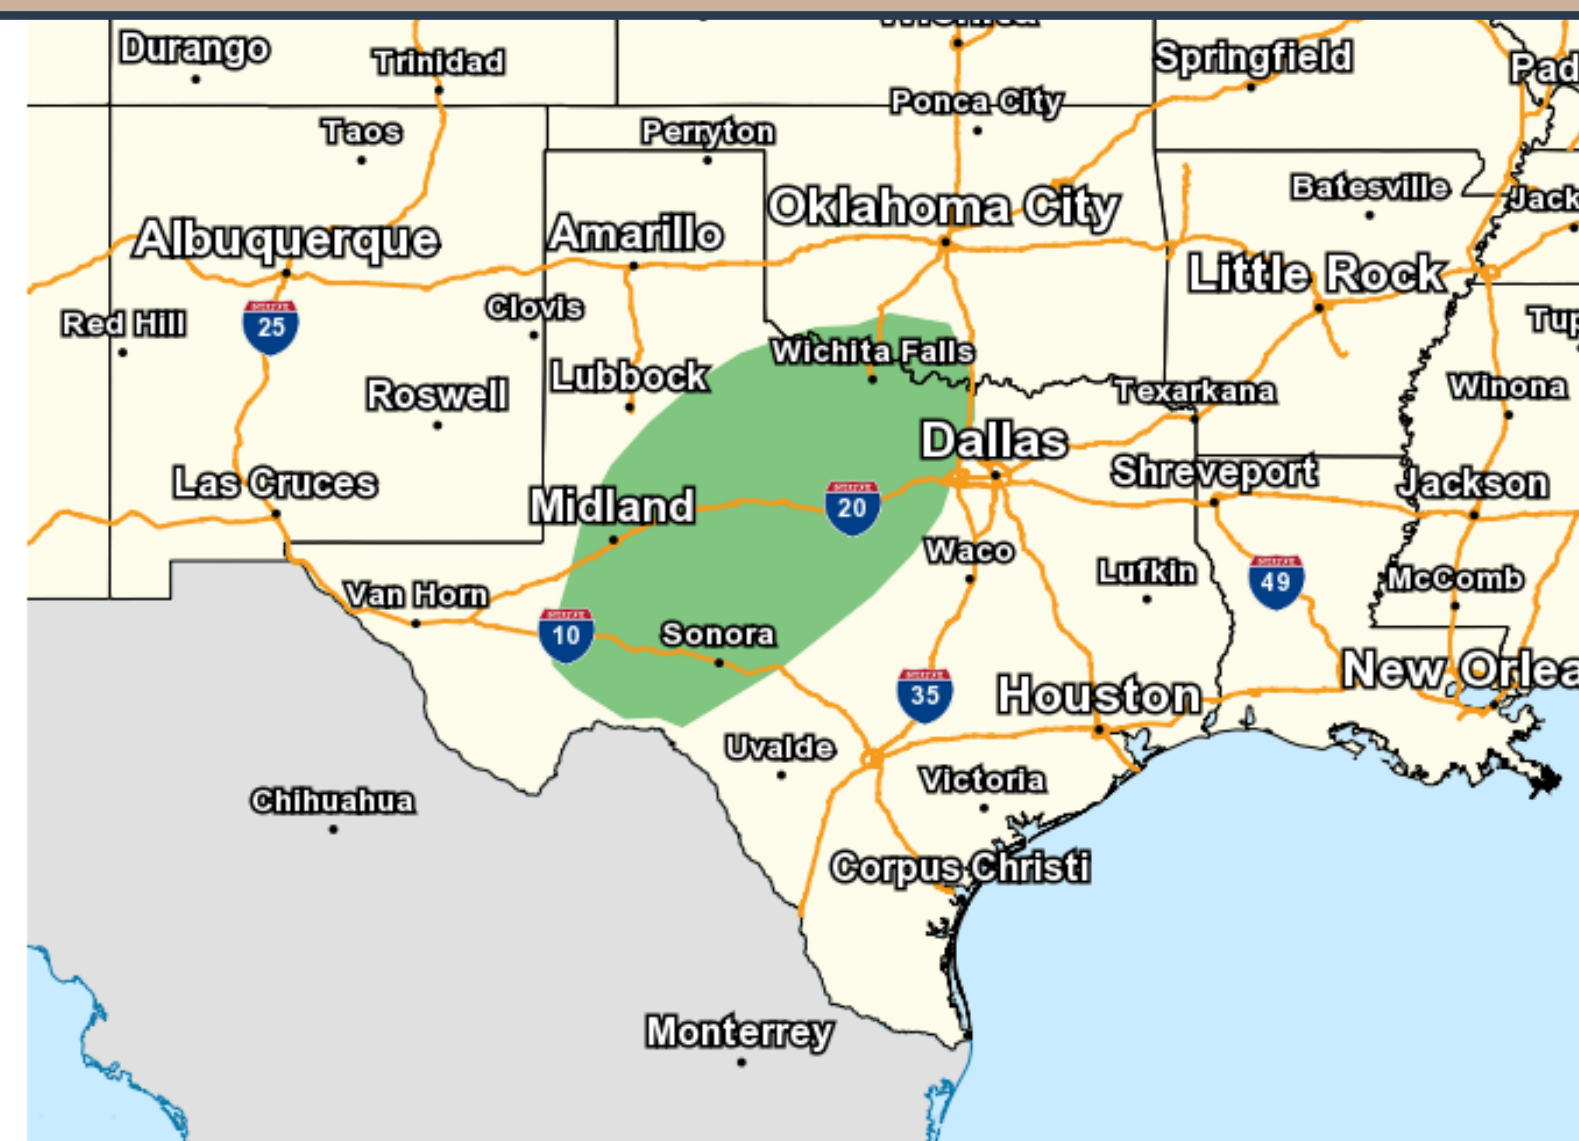 Durango
Trinidad
Springfield
Ponca City
Taos
Perryton
Batesville
Oklahoma City
Albuquerque
Amarillo
Little Rock
Clovis
Red Hill
25
Wichita Falls
Lubbock
Roswell
Texarkana
Winona
Dallas
Shreveport
Las Cruces
Jackson
Midland
20
Waco
Lufkin
49
McComb
Van Horn
10
Sonora
New Orlea
35
Houston
Uvalde
Victoria
Chihuahua
Corpus Christi
Monterrey